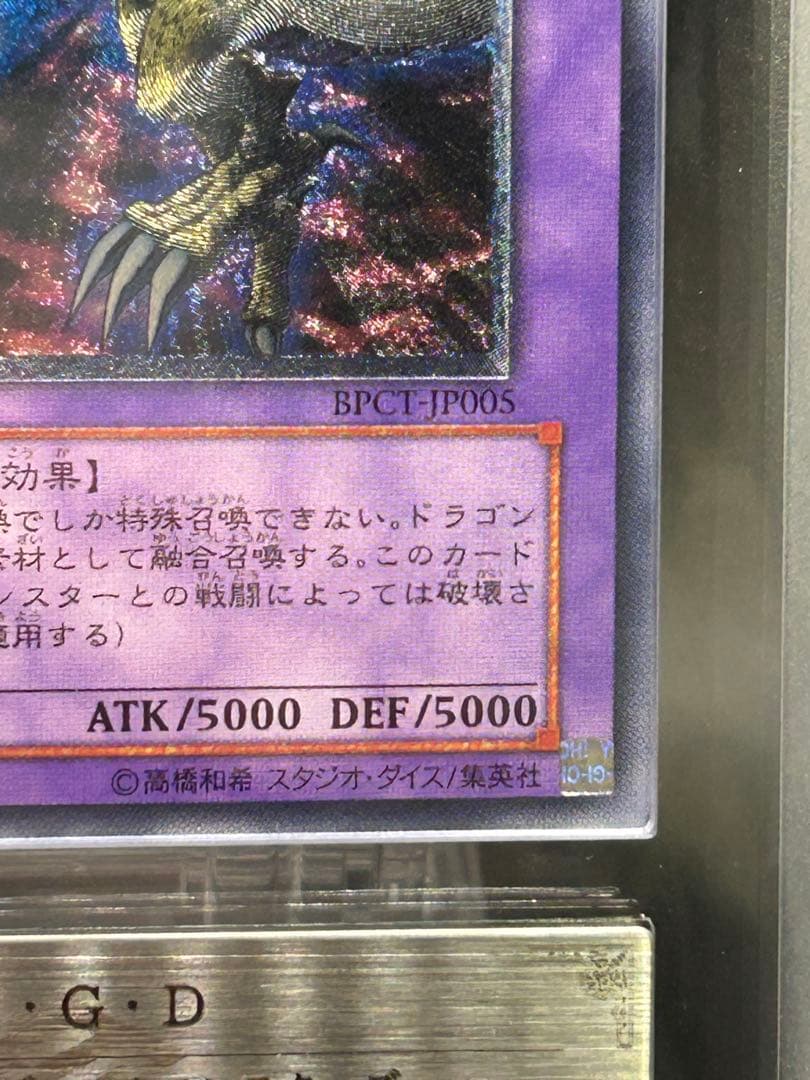 BPCT-JP005
効果】
喚でしか特殊召喚できない。ドラゴン
素材として融合召喚する。このカード
ンスターとの戦闘によっては破壊さ
適用する)
ATK/5000 DEF/5000
©高橋和希 スタジオ・ダイス/集英社
・G・D